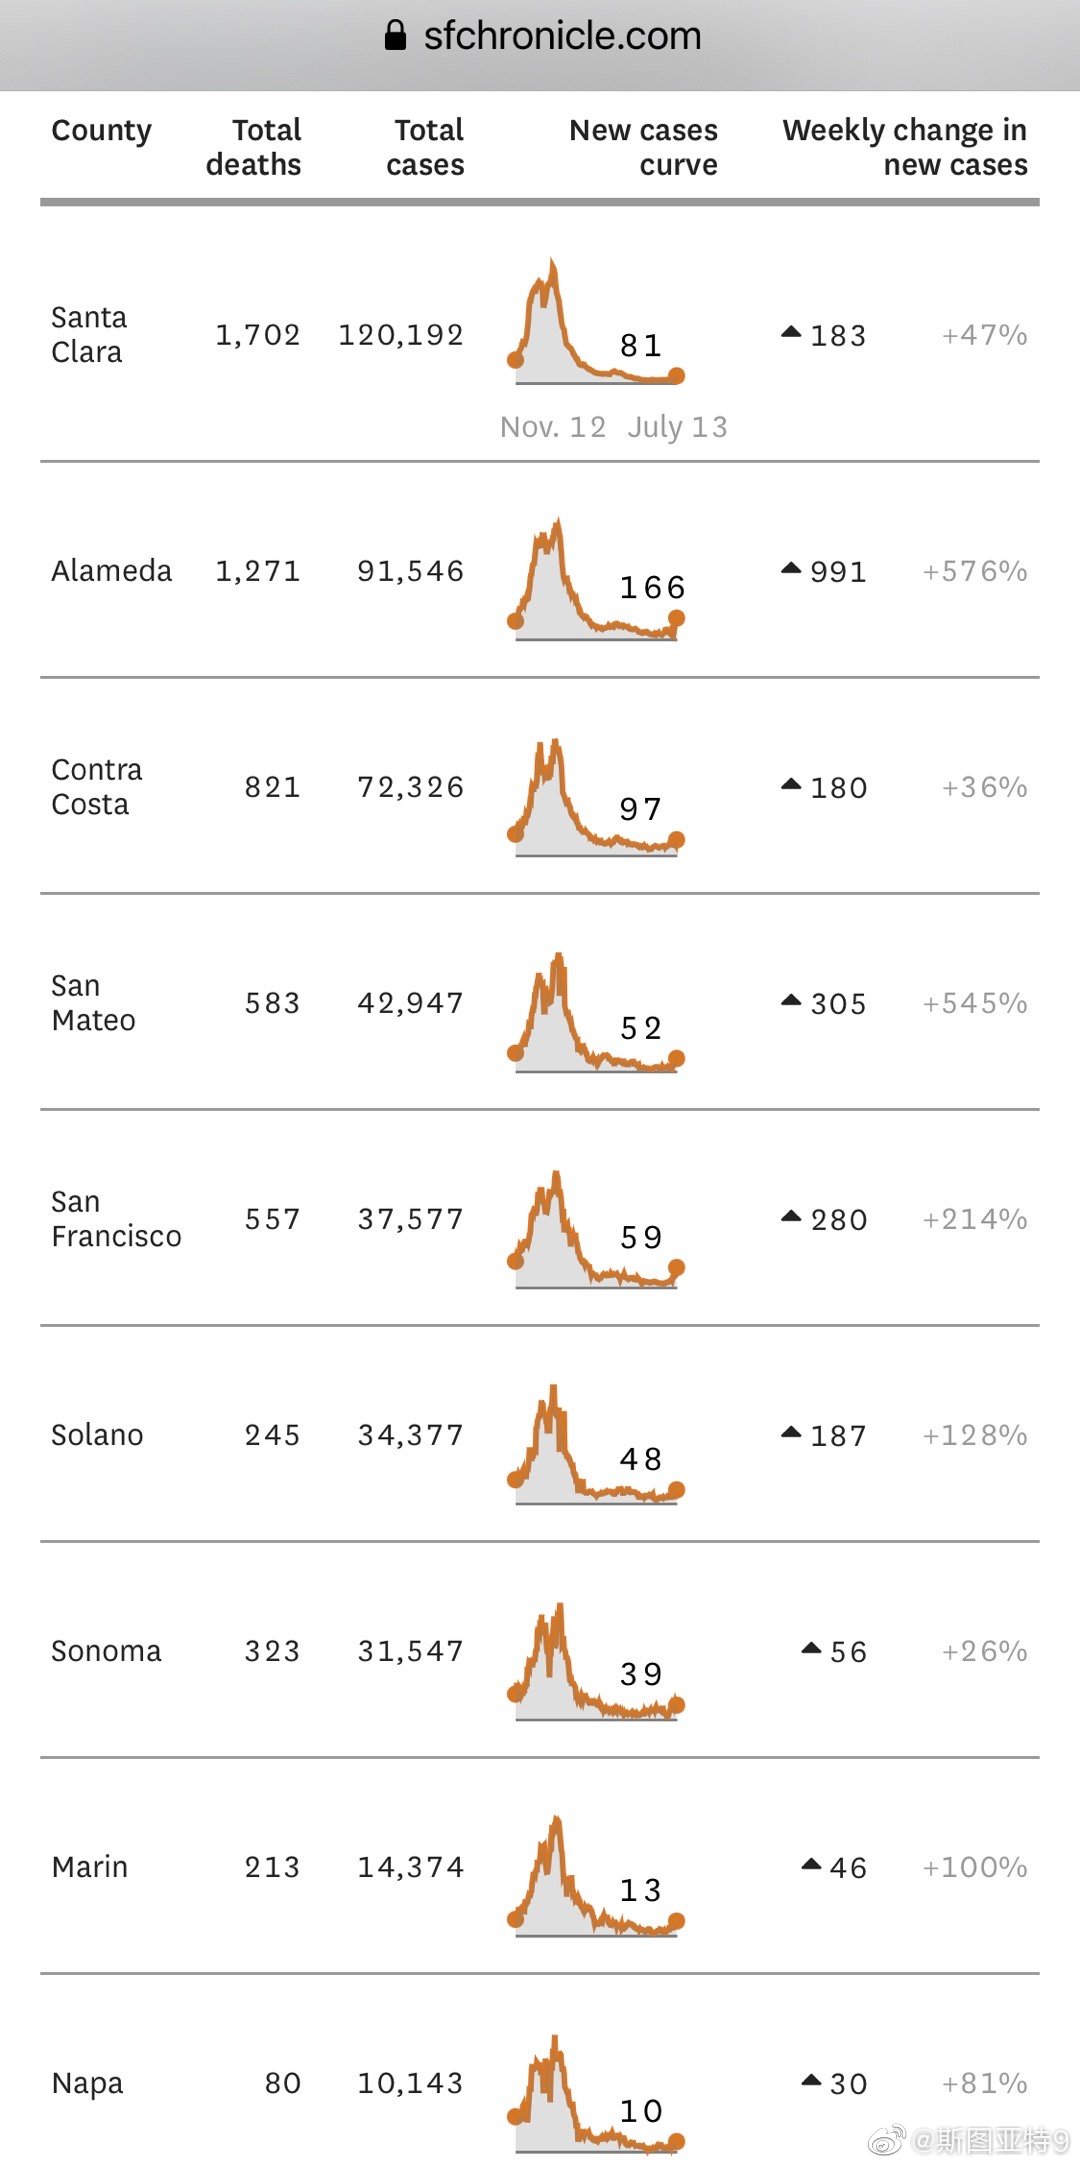 sfchronicle.com
County Total deaths Total cases New cases curve Weekly change in new cases
Santa Clara 1,702 120,192 81 ▲ 183 +47%
Nov. 12 July 13
Alameda 1,271 91,546 166 ▲ 991 +576%
Contra Costa 821 72,326 97 ▲ 180 +36%
San Mateo 583 42,947 52 ▲ 305 +545%
San Francisco 557 37,577 59 ▲ 280 +214%
Solano 245 34,377 48 ▲ 187 +128%
Sonoma 323 31,547 39 ▲ 56 +26%
Marin 213 14,374 13 ▲ 46 +100%
Napa 80 10,143 10 ▲ 30 +81%
@斯图亚特9